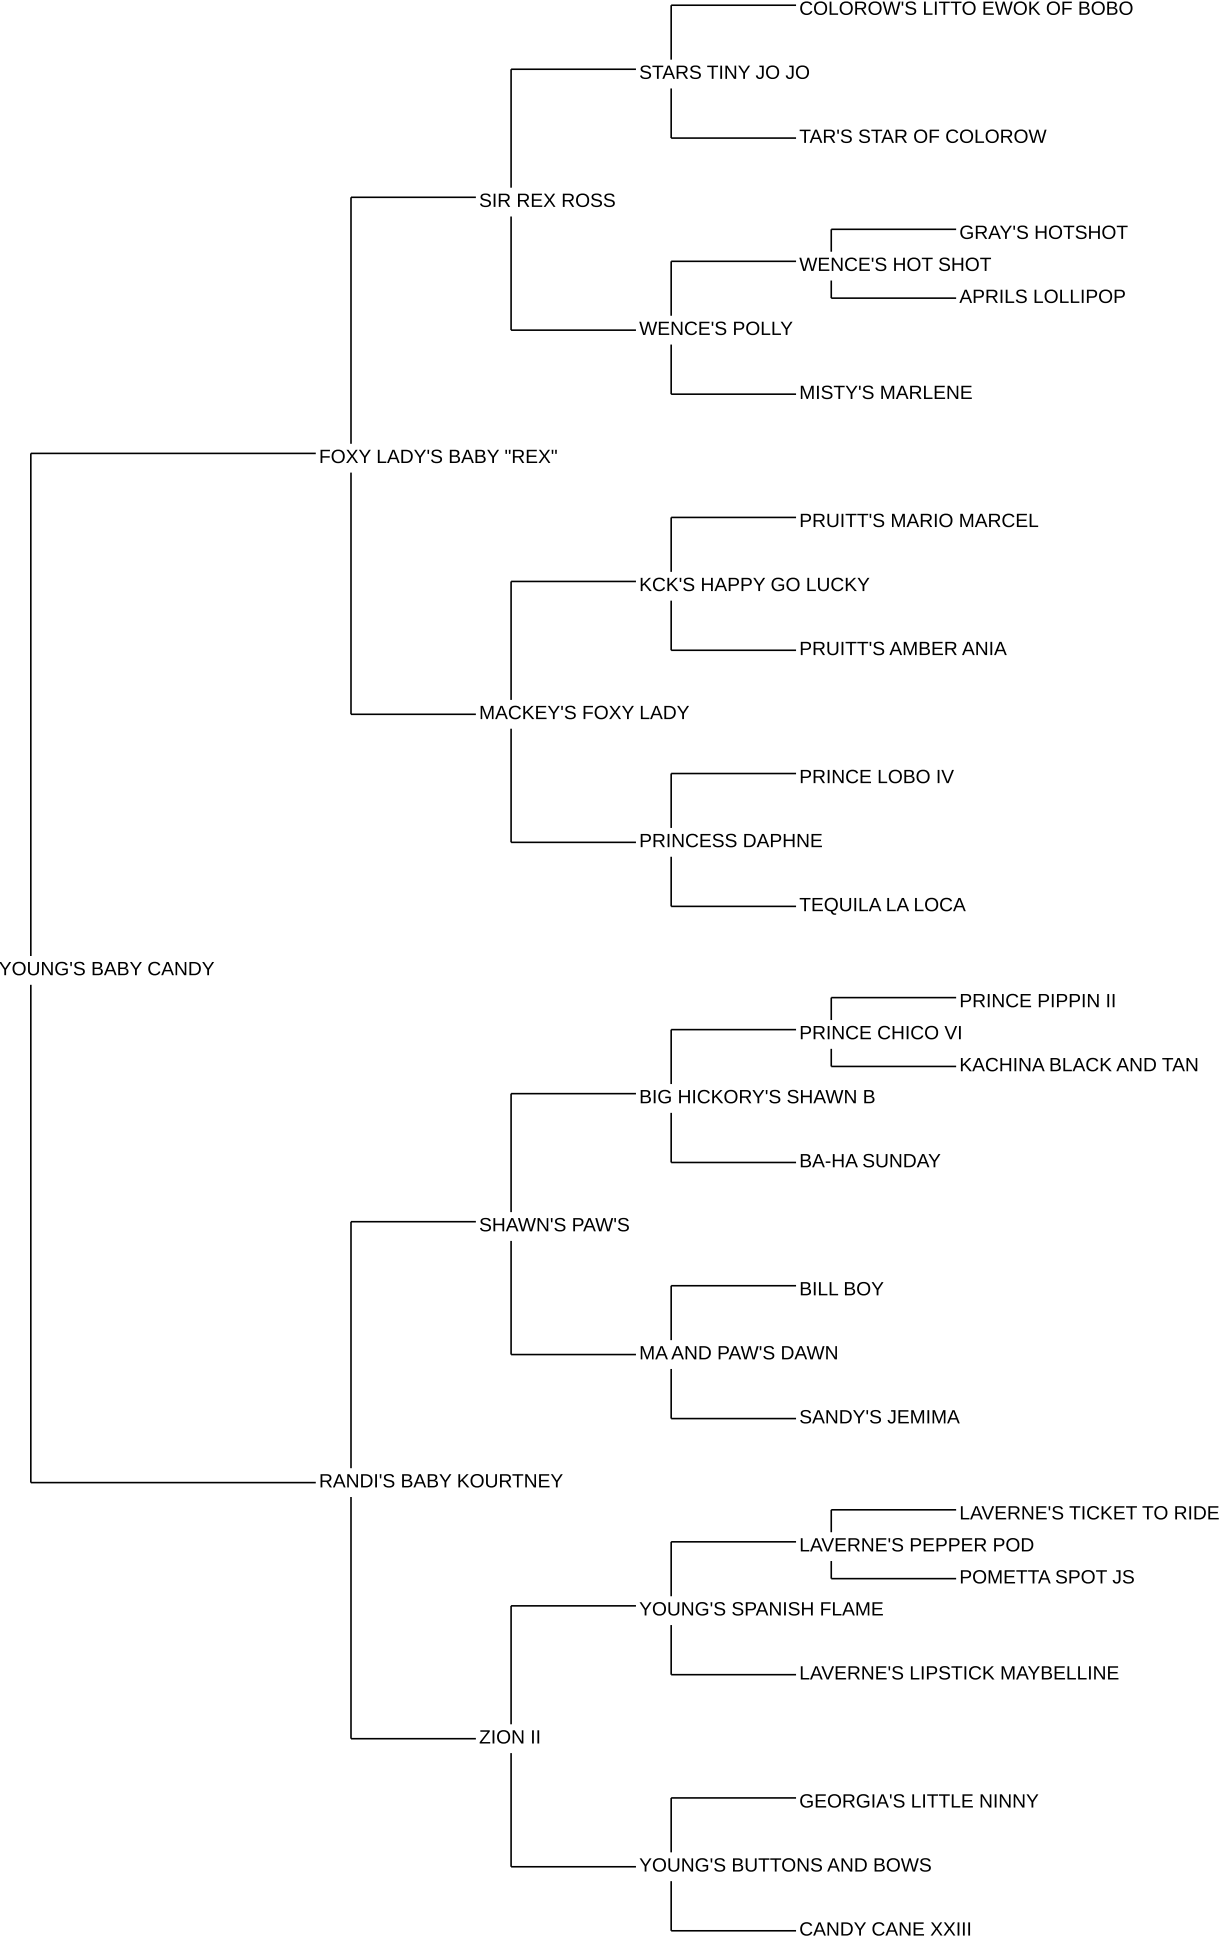 COLOROW'S LITTO EWOK OF BOBO
STARS TINY JO JO
TAR'S STAR OF COLOROW
SIR REX ROSS
GRAY'S HOTSHOT
WENCE'S HOT SHOT
APRILS LOLLIPOP
WENCE'S POLLY
MISTY'S MARLENE
FOXY LADY'S BABY "REX"
PRUITT'S MARIO MARCEL
KCK'S HAPPY GO LUCKY
PRUITT'S AMBER ANIA
MACKEY'S FOXY LADY
PRINCE LOBO IV
PRINCESS DAPHNE
TEQUILA LA LOCA
YOUNG'S BABY CANDY
PRINCE PIPPIN II
PRINCE CHICO VI
KACHINA BLACK AND TAN
BIG HICKORY'S SHAWN B
BA-HA SUNDAY
SHAWN'S PAW'S
BILL BOY
MA AND PAW'S DAWN
SANDY'S JEMIMA
RANDI'S BABY KOURTNEY
LAVERNE'S TICKET TO RIDE
LAVERNE'S PEPPER POD
POMETTA SPOT JS
YOUNG'S SPANISH FLAME
LAVERNE'S LIPSTICK MAYBELLINE
ZION II
GEORGIA'S LITTLE NINNY
YOUNG'S BUTTONS AND BOWS
CANDY CANE XXIII